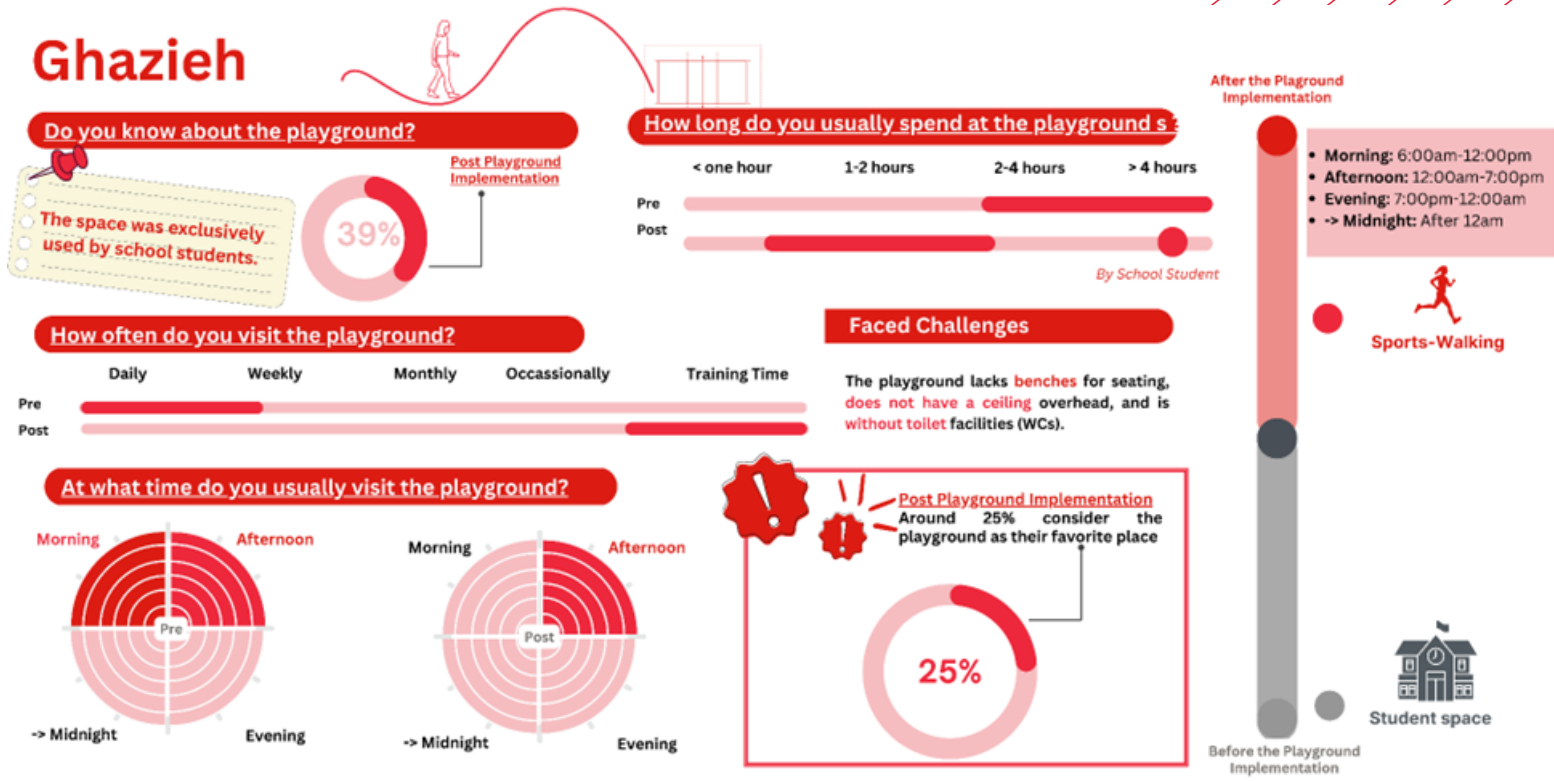 Ghazieh
Do you know about the playground?
The space was exclusively
used by school students.
39%
Post Playground
Implementation
How long do you usually spend at the playground s ?
< one hour 1-2 hours 2-4 hours > 4 hours
Pre
Post
By School Student
How often do you visit the playground?
Daily Weekly Monthly Occassionally Training Time
Pre
Post
Faced Challenges
The playground lacks benches for seating,
does not have a ceiling overhead, and is
without toilet facilities (WCs).
At what time do you usually visit the playground?
Morning Afternoon
Pre
-> Midnight Evening
Morning Afternoon
Post
-> Midnight Evening
Post Playground Implementation
Around 25% consider the
playground as their favorite place
25%
After the Plaground
Implementation
• Morning: 6:00am-12:00pm
• Afternoon: 12:00am-7:00pm
• Evening: 7:00pm-12:00am
• -> Midnight: After 12am
Sports-Walking
Student space
Before the Playground
Implementation